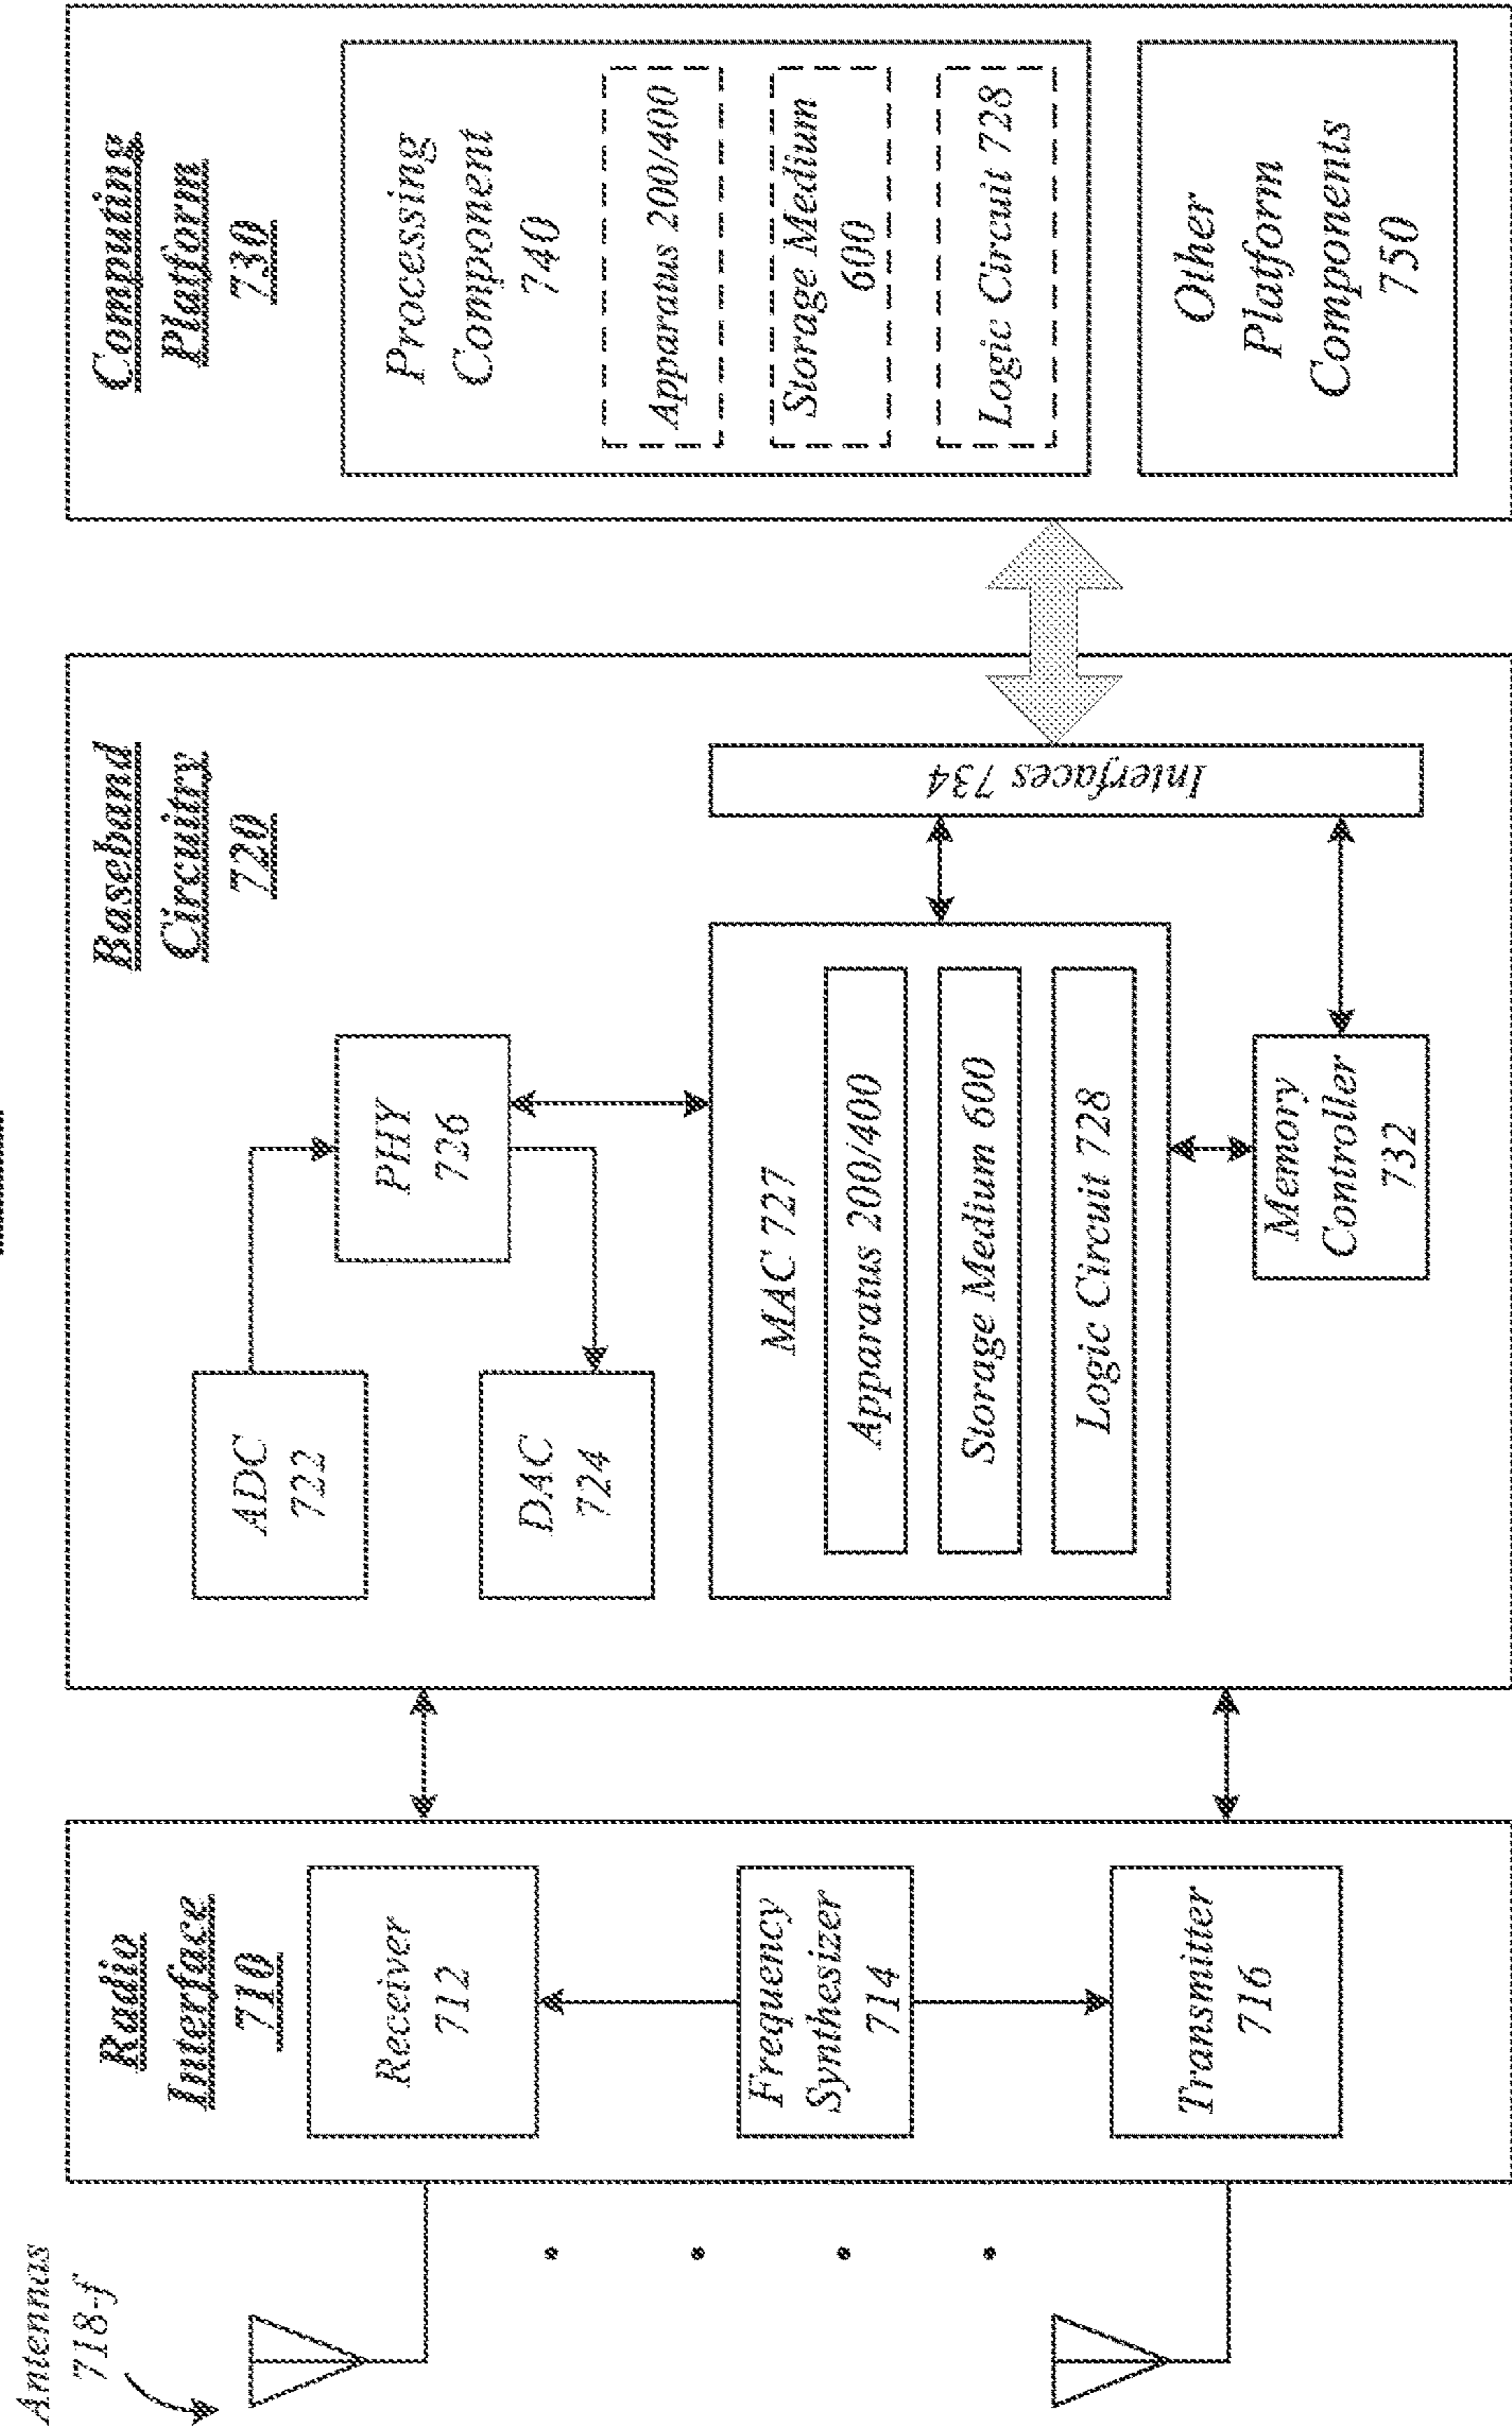 Antennas
718-f
Radio
Interface
710
Receiver
712
Frequency
Synthesizer
714
Transmitter
716
Baseband
Circuitry
720
ADC
722
DAC
724
PHY
726
MAC 727
Apparatus 200/400
Storage Medium 600
Logic Circuit 728
Memory
Controller
732
Interfaces 734
Computing
Platform
730
Processing
Component
740
Apparatus 200/400
Storage Medium
600
Logic Circuit 728
Other
Platform
Components
750